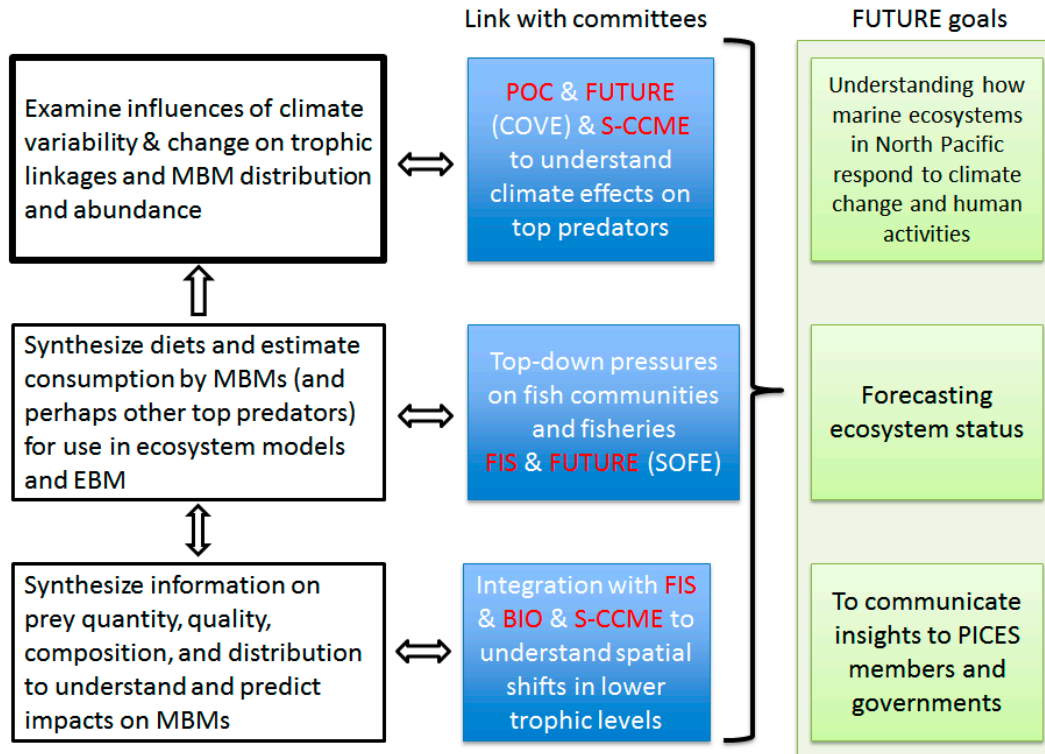 Link with committees
FUTURE goals
Examine influences of climate
variability & change on trophic
linkages and MBM distribution
and abundance
POC & FUTURE
(COVE) & S-CCME
to understand
climate effects on
top predators
Understanding how
marine ecosystems
in North Pacific
respond to climate
change and human
activities
Synthesize diets and estimate
consumption by MBMs (and
perhaps other top predators)
for use in ecosystem models
and EBM
Top-down pressures
on fish communities
and fisheries
FIS & FUTURE (SOFE)
Forecasting
ecosystem status
Synthesize information on
prey quantity, quality,
composition, and distribution
to understand and predict
impacts on MBMs
Integration with FIS
& BIO & S-CCME to
understand spatial
shifts in lower
trophic levels
To communicate
insights to PICES
members and
governments